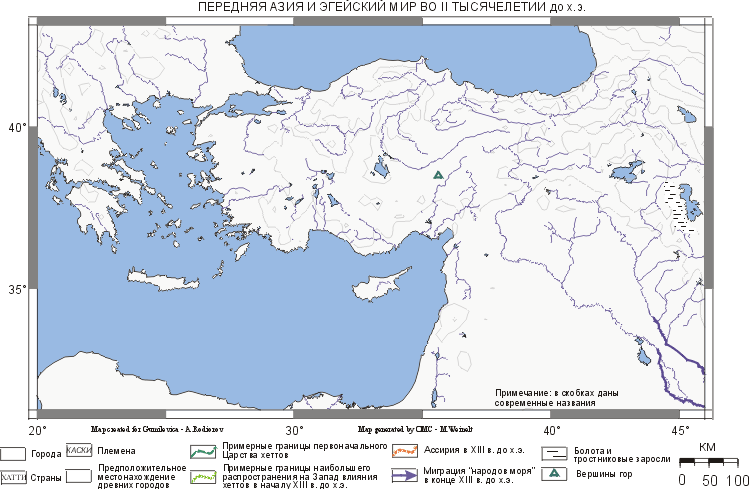 ПЕРЕДНЯЯ АЗИЯ И ЭГЕЙСКИЙ МИР ВО II ТЫСЯЧЕЛЕТИИ до х.э.
40°
35°
Примечание: в скобках даны
современные названия
20°
Map created for Gumilevica - A.Redierov
30°
Map generated by OMC - M.Weinelt
40°
45°
Города
КАСКИ
Племена
Примерные границы первоначального
Царства хеттов
Ассирия в XIII в. до х.э.
Болота и
тростниковые заросли
КМ
ХАТТИ
Страны
Предположительное
местонахождение
древних городов
Примерные границы наибольшего
распространения на Запад влияния
хеттов в началу XIII в. до х.э.
Миграция "народов моря"
в конце XIII в. до х.э.
Вершины гор
0 50 100